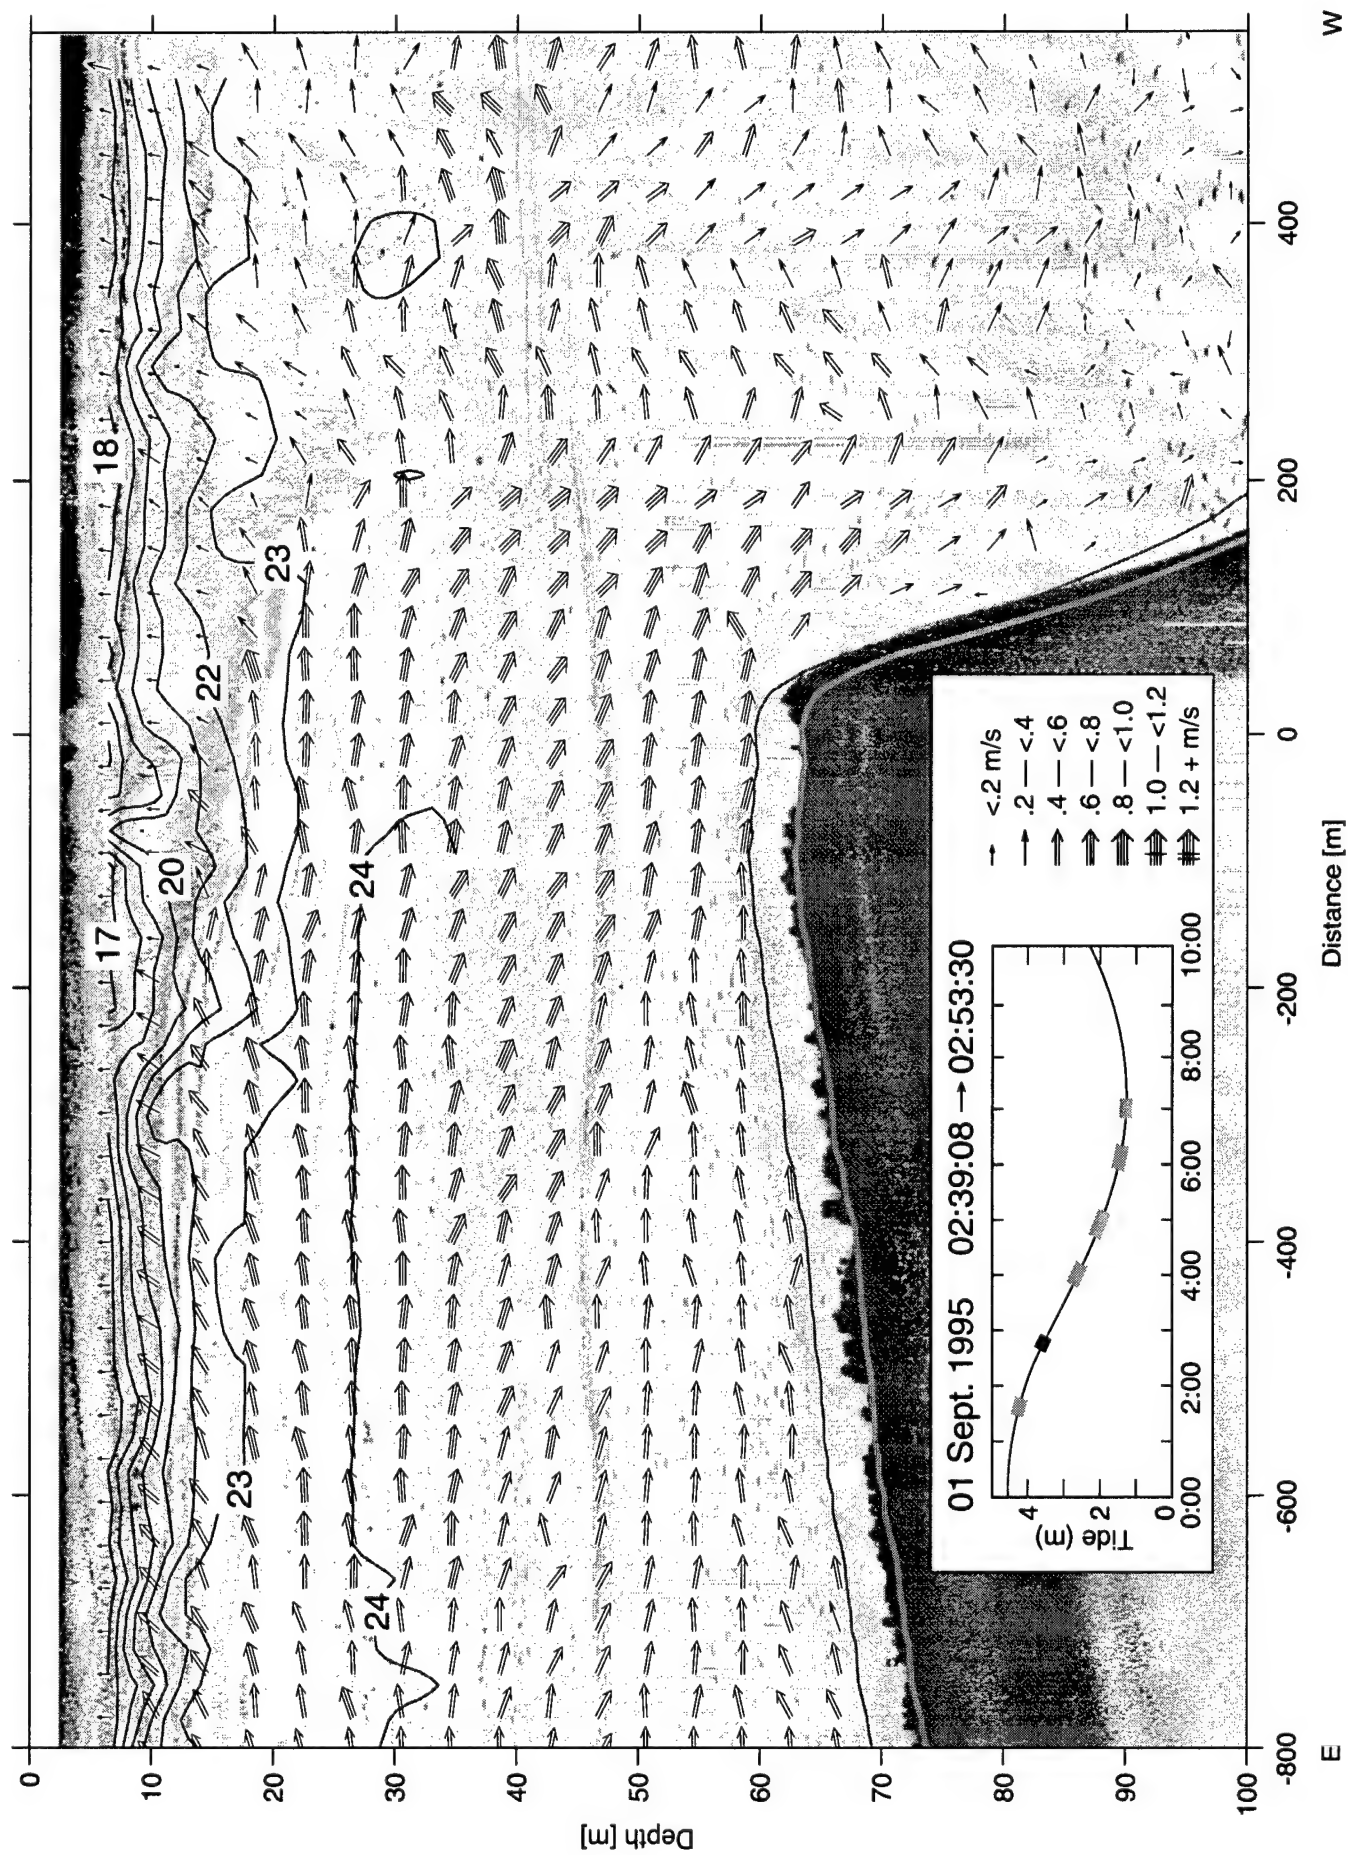 0
10
20
30
40
50
60
70
80
90
100
Depth [m]
17
18
20
22
23
23
24
24
01 Sept. 1995 02:39:08 → 02:53:30
4
2
0
Tide (m)
0:00 2:00 4:00 6:00 8:00 10:00
<.2 m/s
.2 — <.4
.4 — <.6
.6 — <.8
.8 — <1.0
1.0 — <1.2
1.2 + m/s
-800 -600 -400 -200 0 200 400
E Distance [m] W